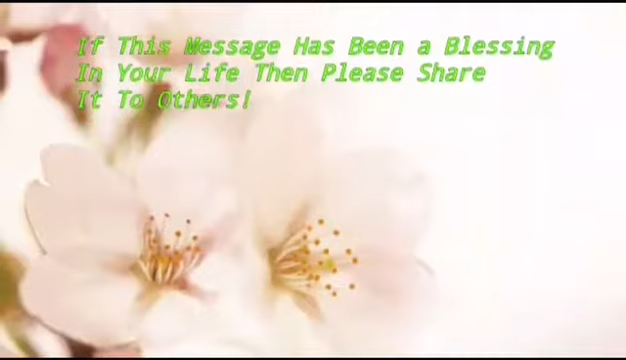 If This Message Has Been a Blessing
In Your Life Then Please Share
It To Others!